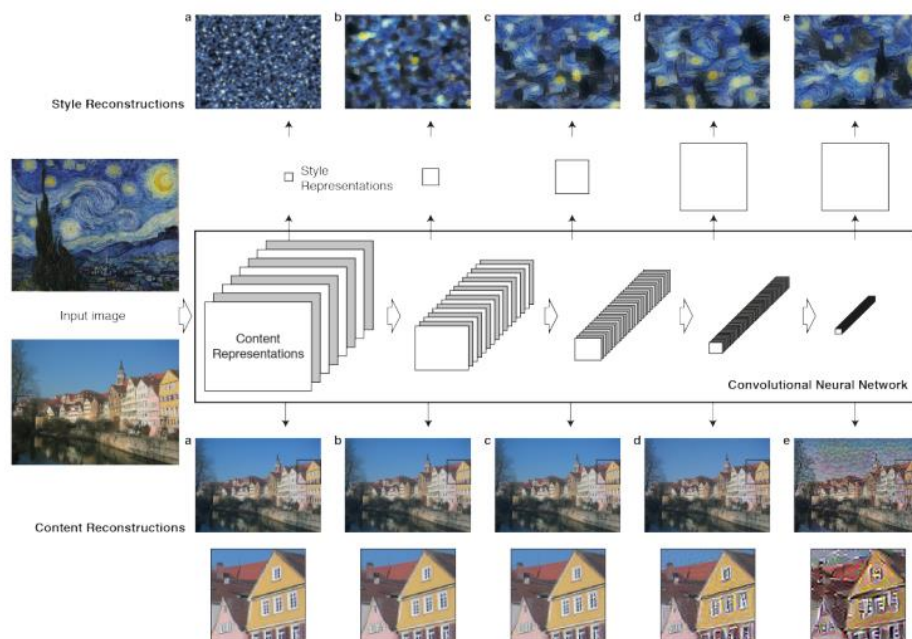 a b c d e
Style Reconstructions
Style
Representations
Input image
Content
Representations
Convolutional Neural Network
a b c d e
Content Reconstructions